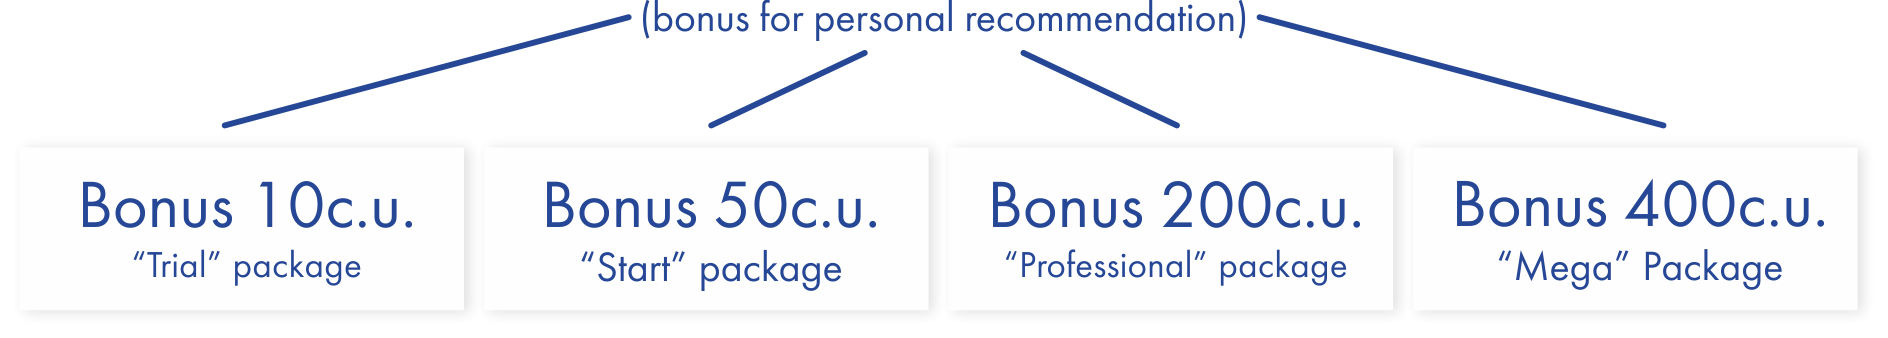 (bonus for personal recommendation)
Bonus 10c.u.
“Trial” package
Bonus 50c.u.
“Start” package
Bonus 200c.u.
“Professional” package
Bonus 400c.u.
“Mega” Package